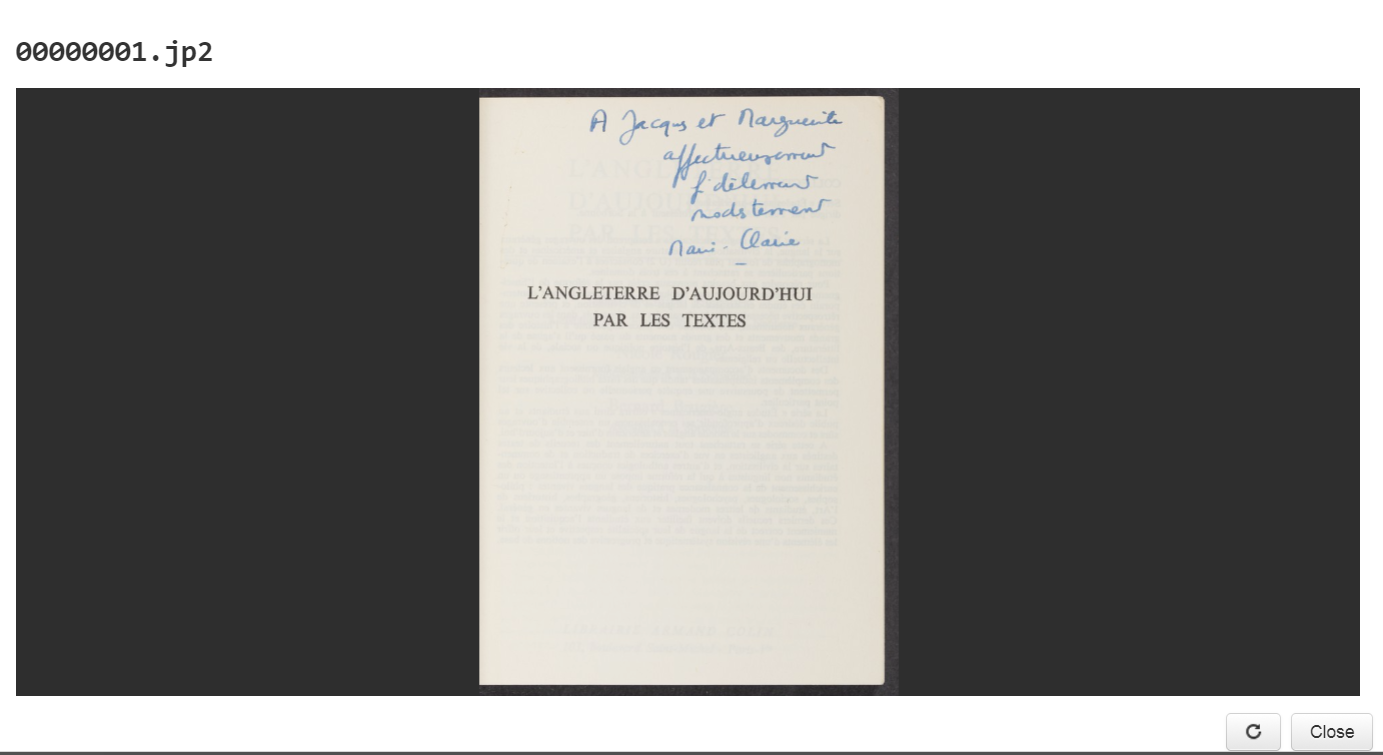 00000001.jp2
A Jacques et Marguerite
affectueusement
fidèlement
modestement
Marie-Claire
L'ANGLETERRE D'AUJOURD'HUI
PAR LES TEXTES
Close